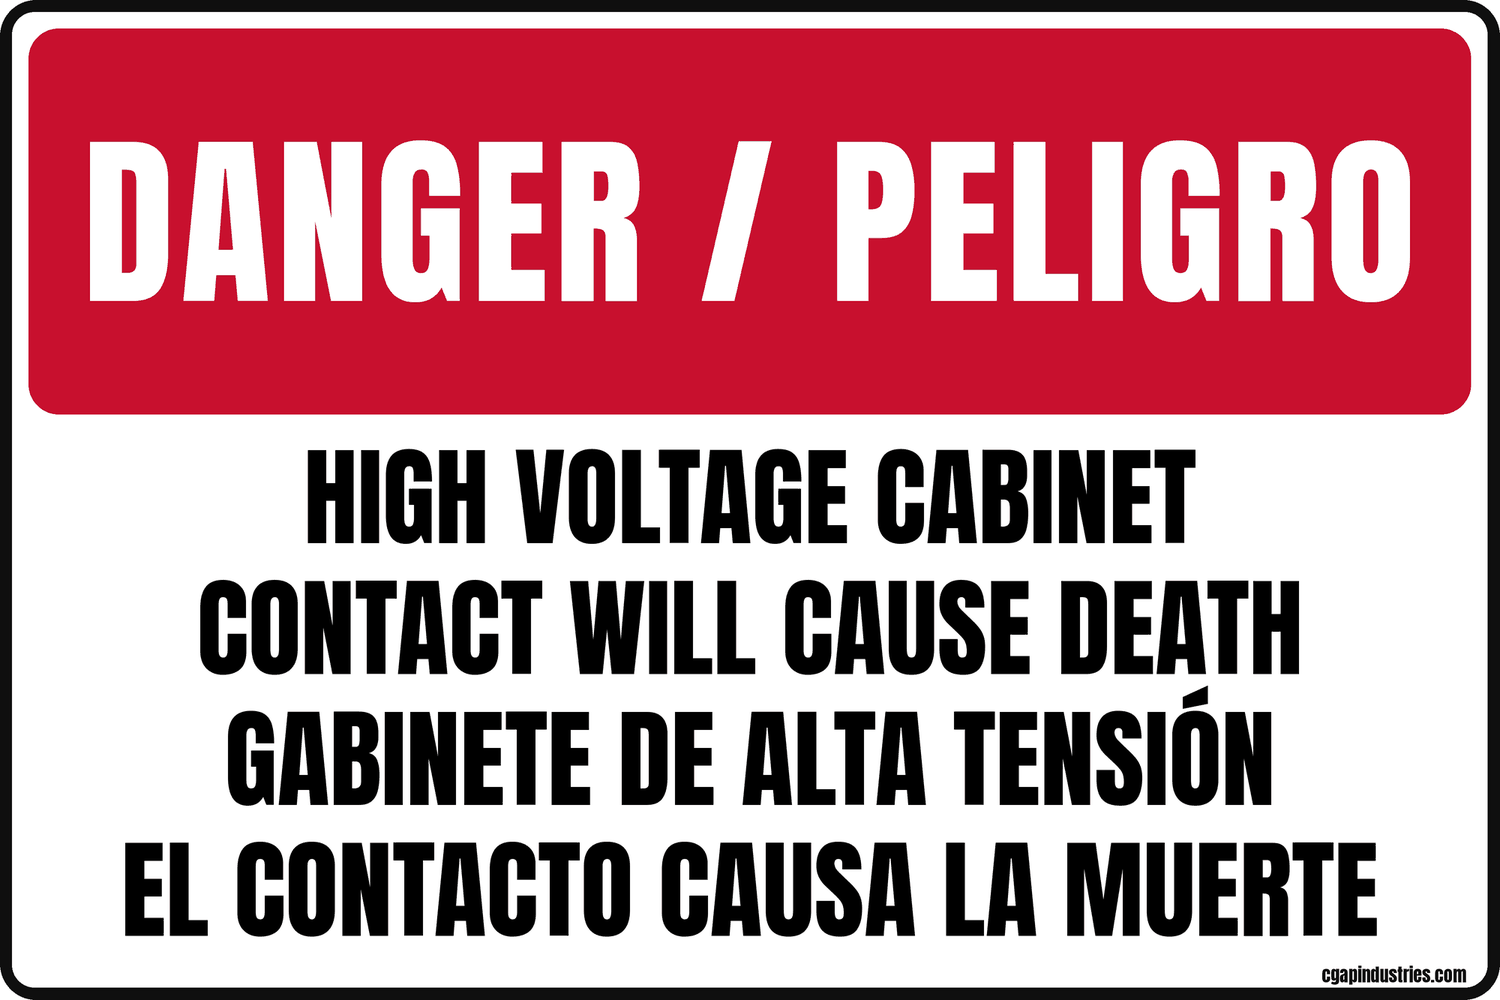 DANGER / PELIGRO
HIGH VOLTAGE CABINET
CONTACT WILL CAUSE DEATH
GABINETE DE ALTA TENSIÓN
EL CONTACTO CAUSA LA MUERTE
cgapindustries.com